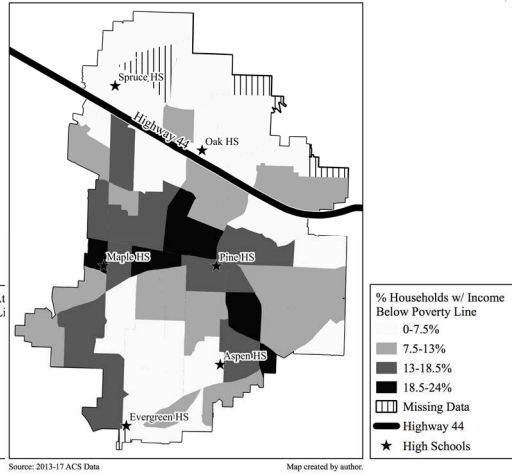 Spruce HS
Highway 44
Oak HS
Maple HS
Pine HS
Aspen HS
Evergreen HS
At
Li
% Households w/ Income
Below Poverty Line
0-7.5%
7.5-13%
13-18.5%
18.5-24%
Missing Data
Highway 44
High Schools
Source: 2013-17 ACS Data
Map created by author.